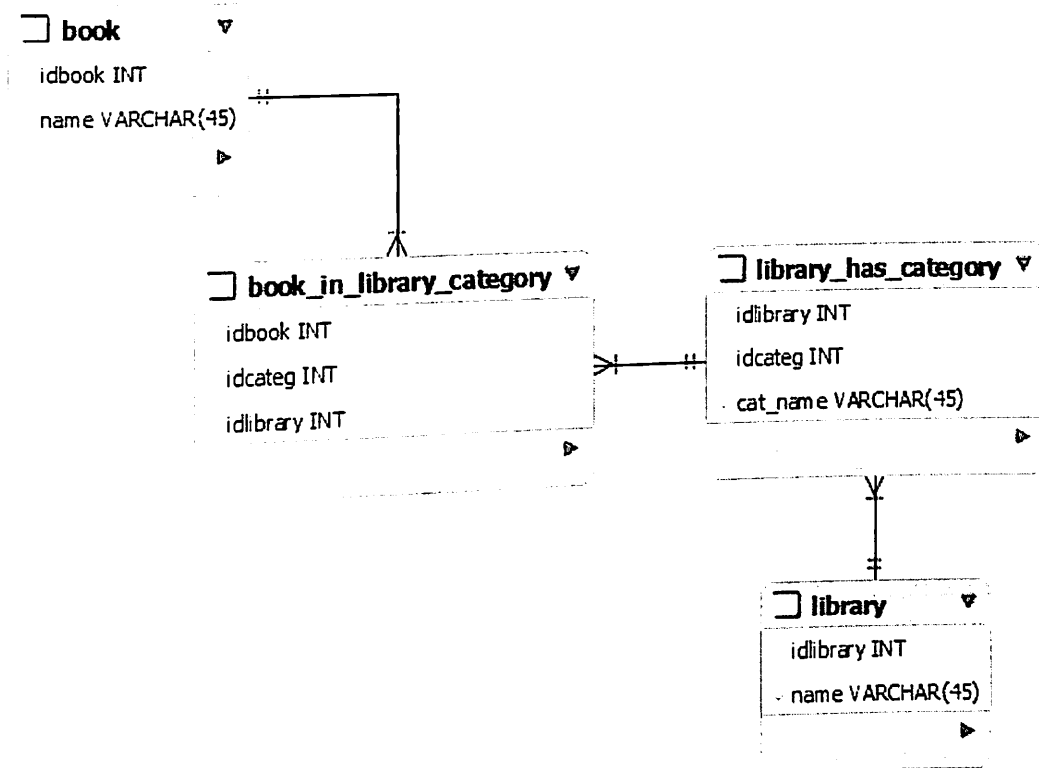 book
idbook INT
name VARCHAR(45)
book_in_library_category
idbook INT
idcateg INT
idlibrary INT
library_has_category
idlibrary INT
idcateg INT
cat_name VARCHAR(45)
library
idlibrary INT
name VARCHAR(45)